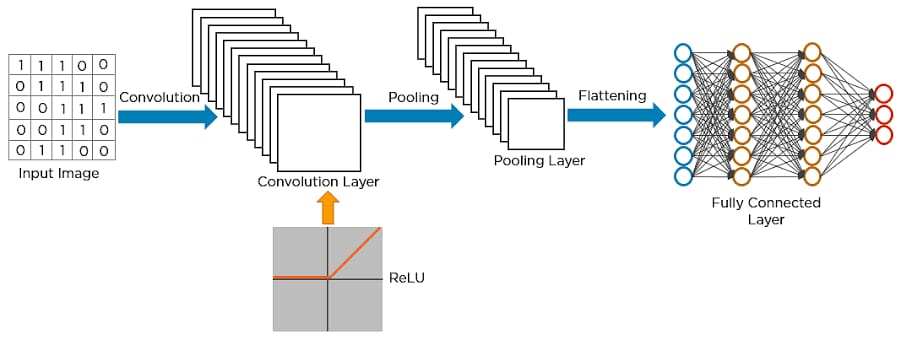 1 1 1 0 0
0 1 1 1 0
0 0 1 1 1
0 0 1 1 0
0 1 1 0 0
Input Image
Convolution
Convolution Layer
ReLU
Pooling
Pooling Layer
Flattening
Fully Connected
Layer